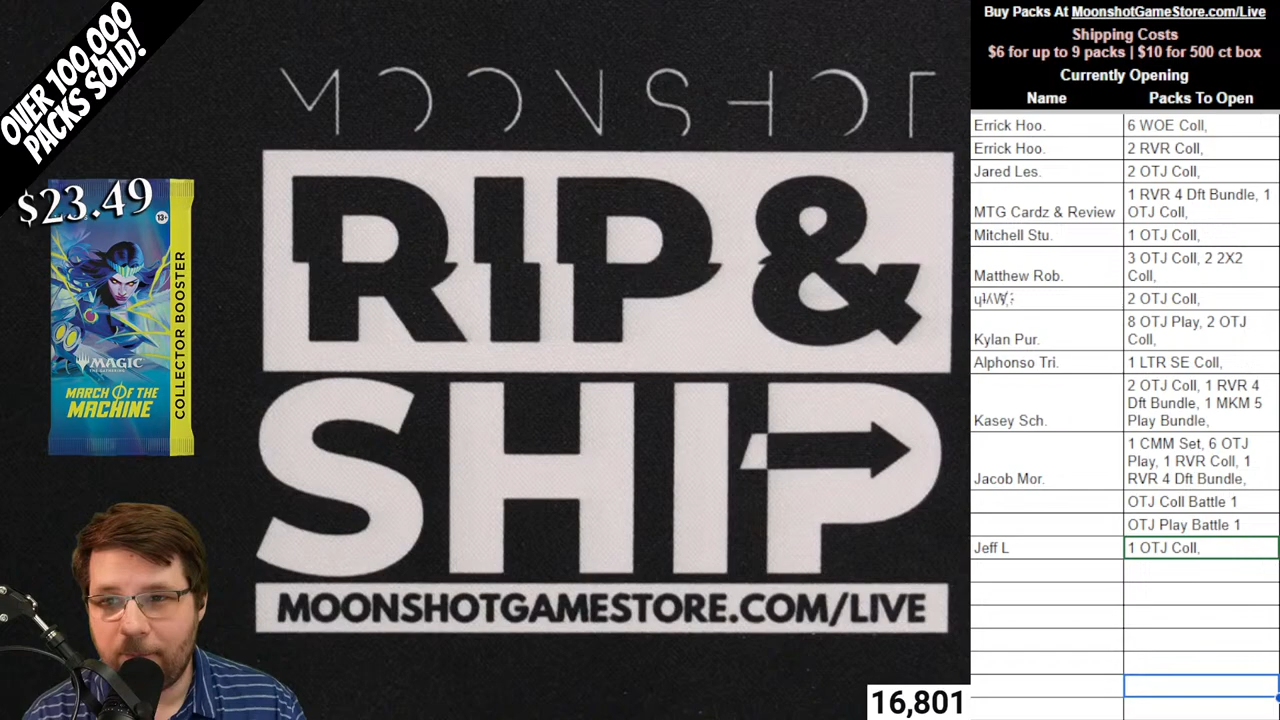 OVER 100,000
PACKS SOLD!
$23.49
13+
COLLECTOR BOOSTER
MAGIC
THE GATHERING
MARCH OF THE
MACHINE
MOONSHOT
RIP &
SHIP
MOONSHOTGAMESTORE.COM/LIVE
16,801
Buy Packs At MoonshotGameStore.com/Live
Shipping Costs
$6 for up to 9 packs | $10 for 500 ct box
Currently Opening
Name Packs To Open
Errick Hoo. 6 WOE Coll,
Errick Hoo. 2 RVR Coll,
Jared Les. 2 OTJ Coll,
1 RVR 4 Dft Bundle, 1
MTG Cardz & Review OTJ Coll,
Mitchell Stu. 1 OTJ Coll,
3 OTJ Coll, 2 2X2
Matthew Rob. Coll,
2 OTJ Coll,
8 OTJ Play, 2 OTJ
Kylan Pur. Coll,
Alphonso Tri. 1 LTR SE Coll,
2 OTJ Coll, 1 RVR 4
Dft Bundle, 1 MKM 5
Kasey Sch. Play Bundle,
1 CMM Set, 6 OTJ
Play, 1 RVR Coll, 1
Jacob Mor. RVR 4 Dft Bundle,
OTJ Coll Battle 1
OTJ Play Battle 1
Jeff L 1 OTJ Coll,